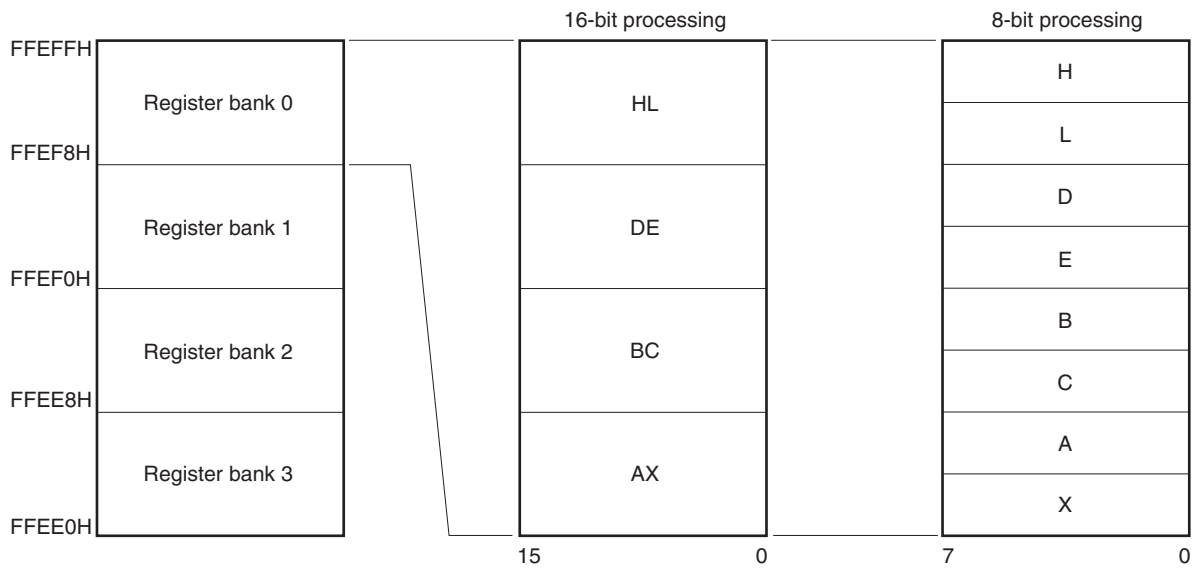 16-bit processing
8-bit processing
FFEFFH
Register bank 0
HL
H
L
FFEF8H
Register bank 1
DE
D
E
FFEF0H
Register bank 2
BC
B
C
FFEE8H
Register bank 3
AX
A
X
FFEE0H
15 0
7 0